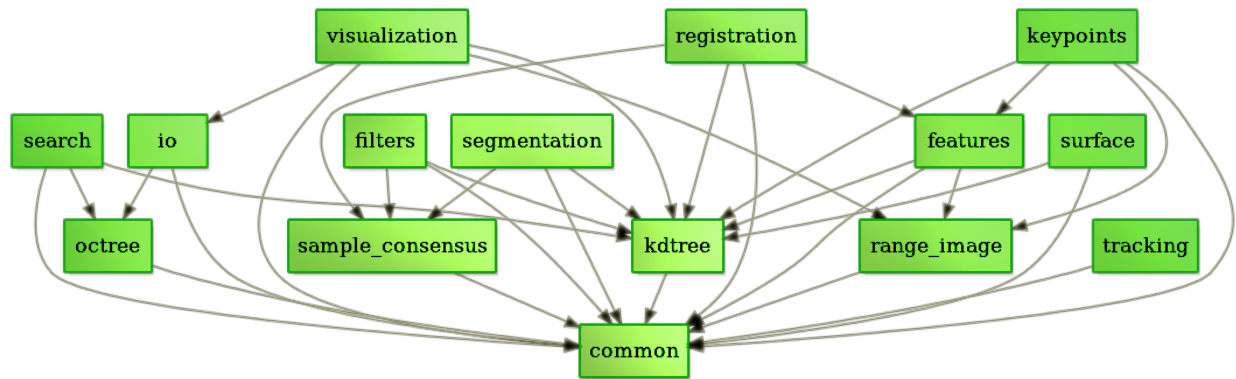 visualization
registration
keypoints
search
io
filters
segmentation
features
surface
octree
sample_consensus
kdtree
range_image
tracking
common